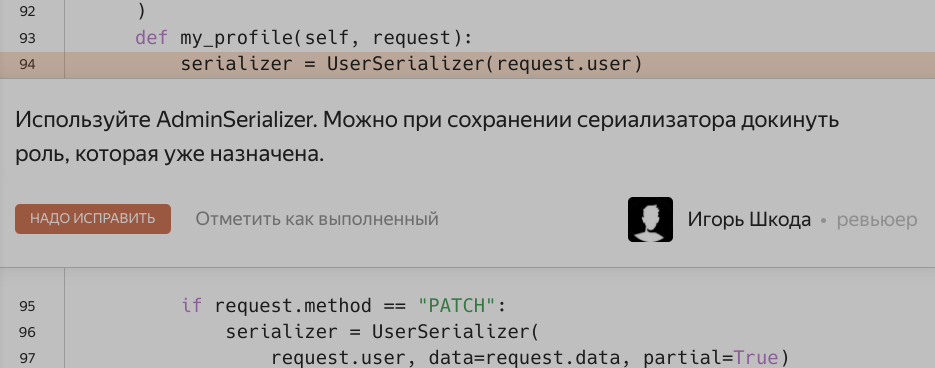 92 )
93 def my_profile(self, request):
94 serializer = UserSerializer(request.user)
Используйте AdminSerializer. Можно при сохранении сериализатора докинуть
роль, которая уже назначена.
НАДО ИСПРАВИТЬ Отметить как выполненный Игорь Шкода • ревьюер
95 if request.method == "PATCH":
96 serializer = UserSerializer(
97 request.user, data=request.data, partial=True)